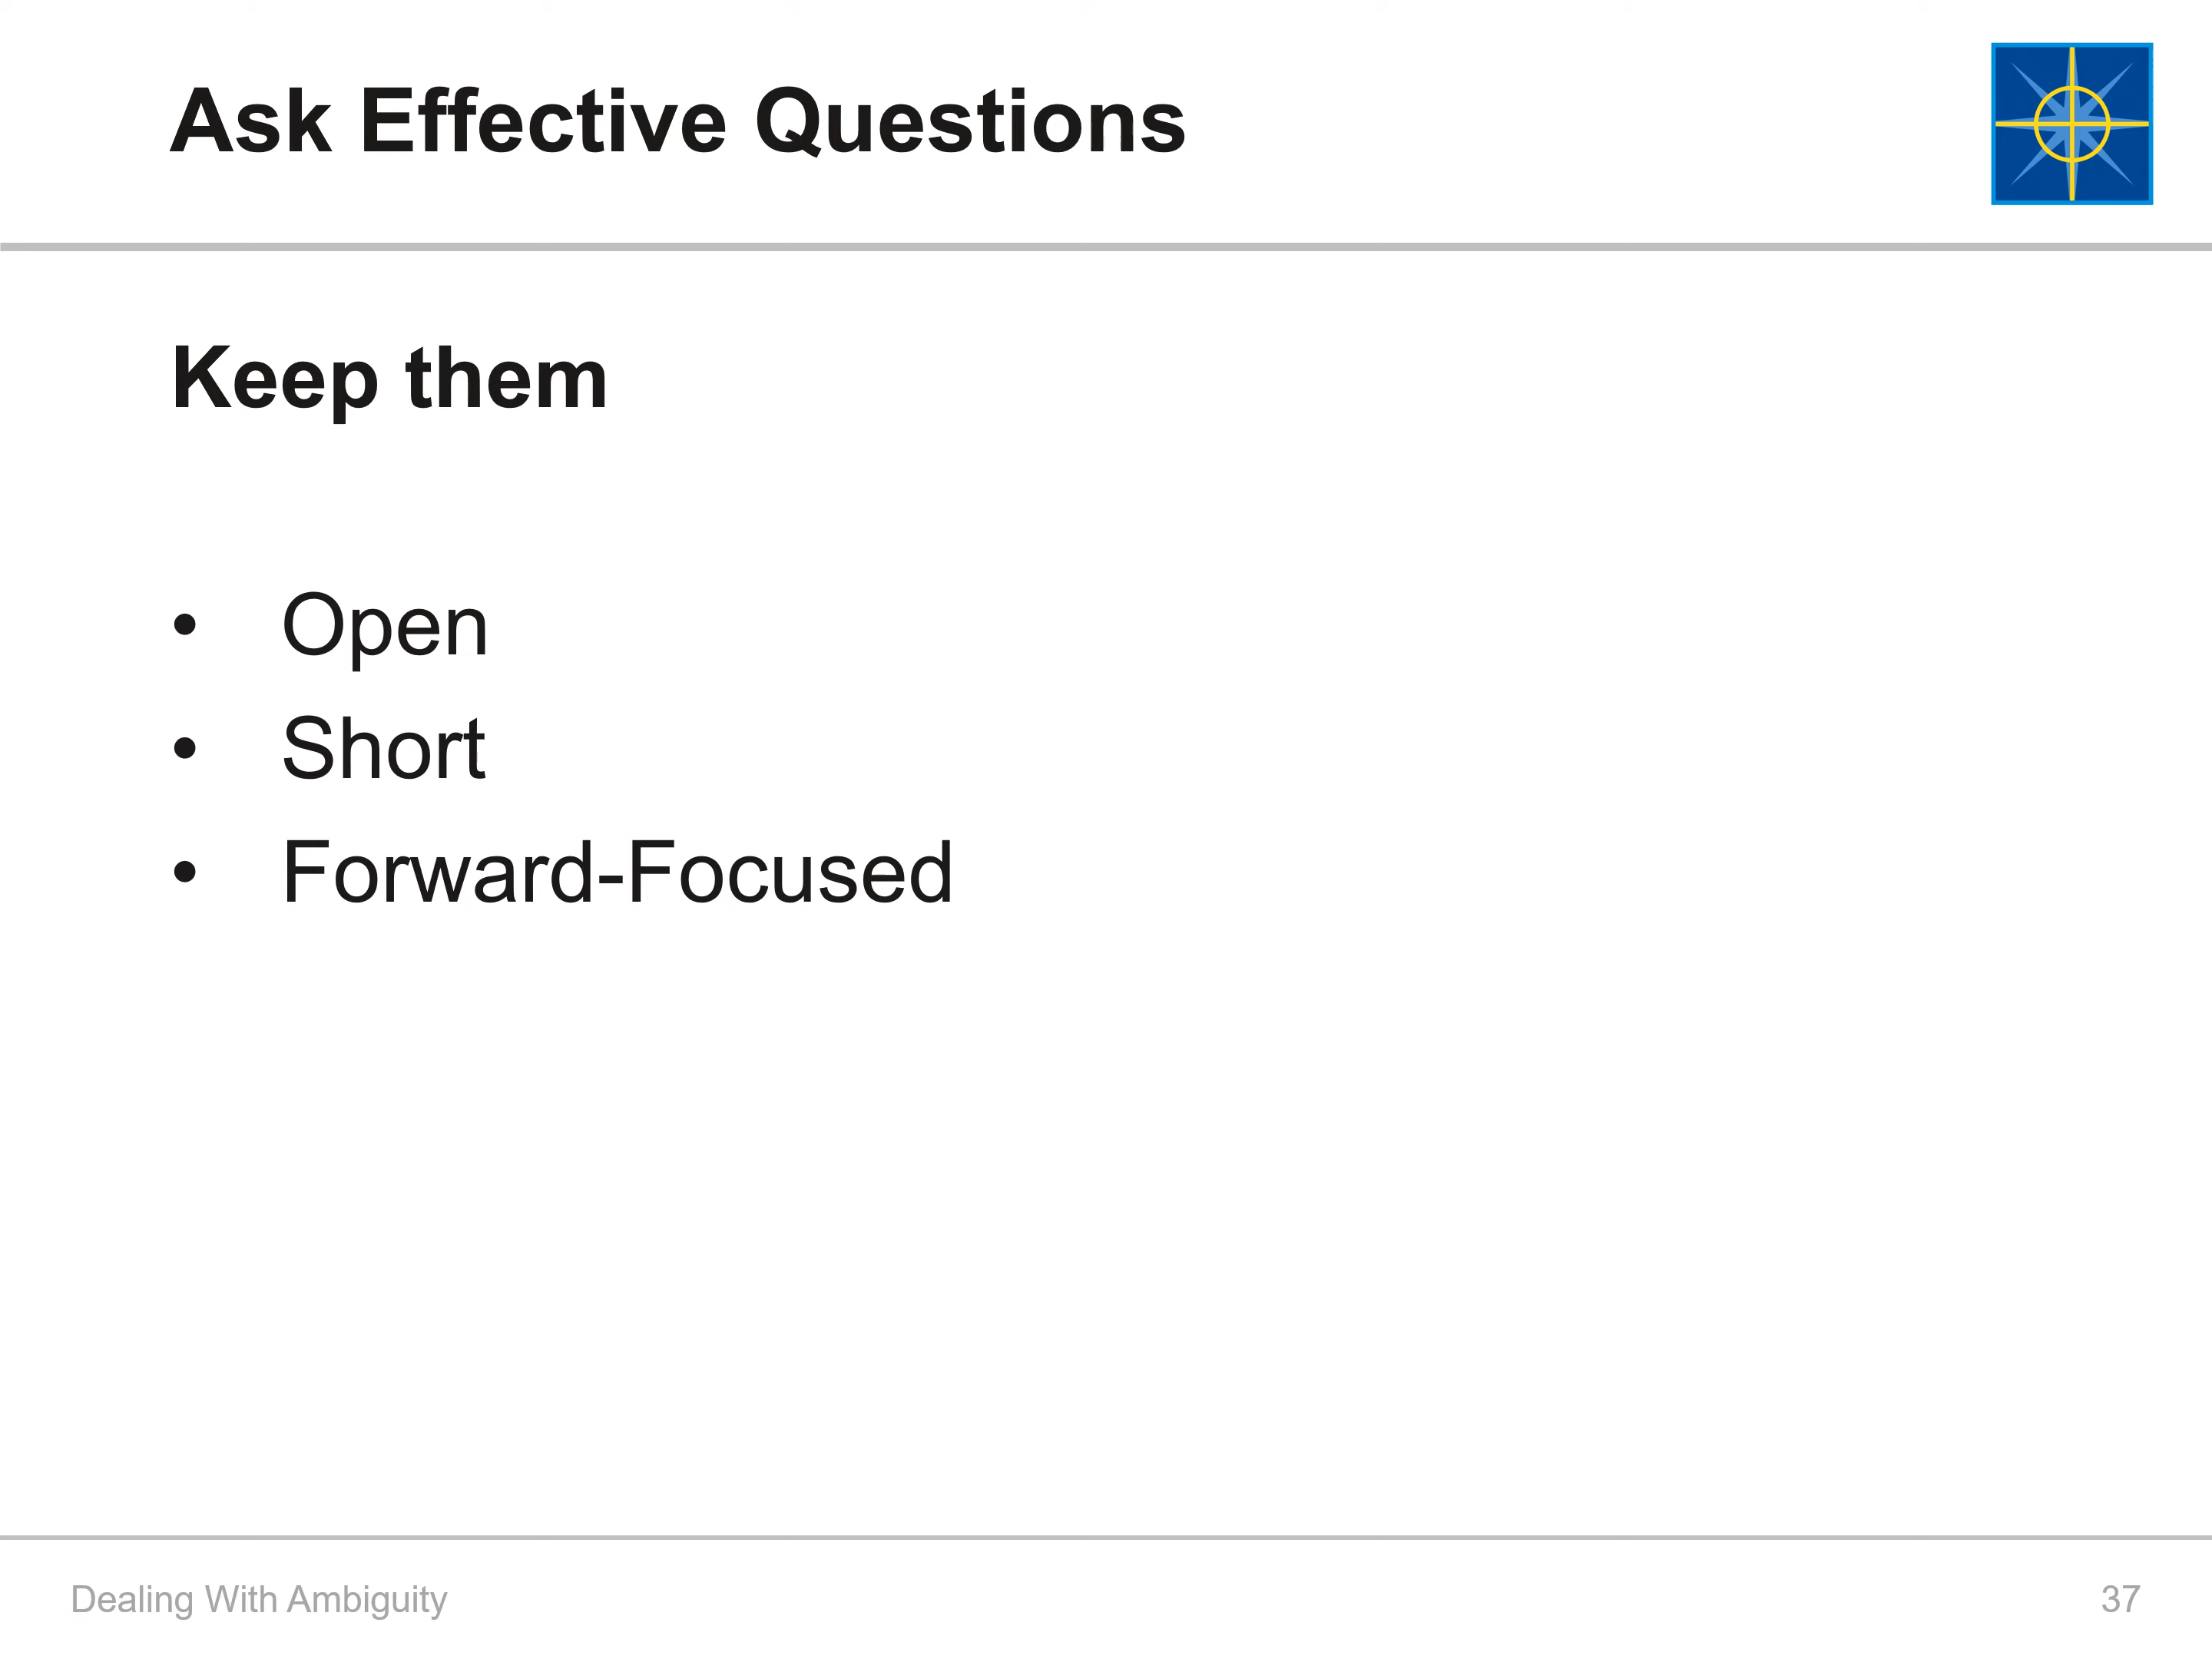 Ask Effective Questions
Keep them
• Open
• Short
• Forward-Focused
Dealing With Ambiguity
37